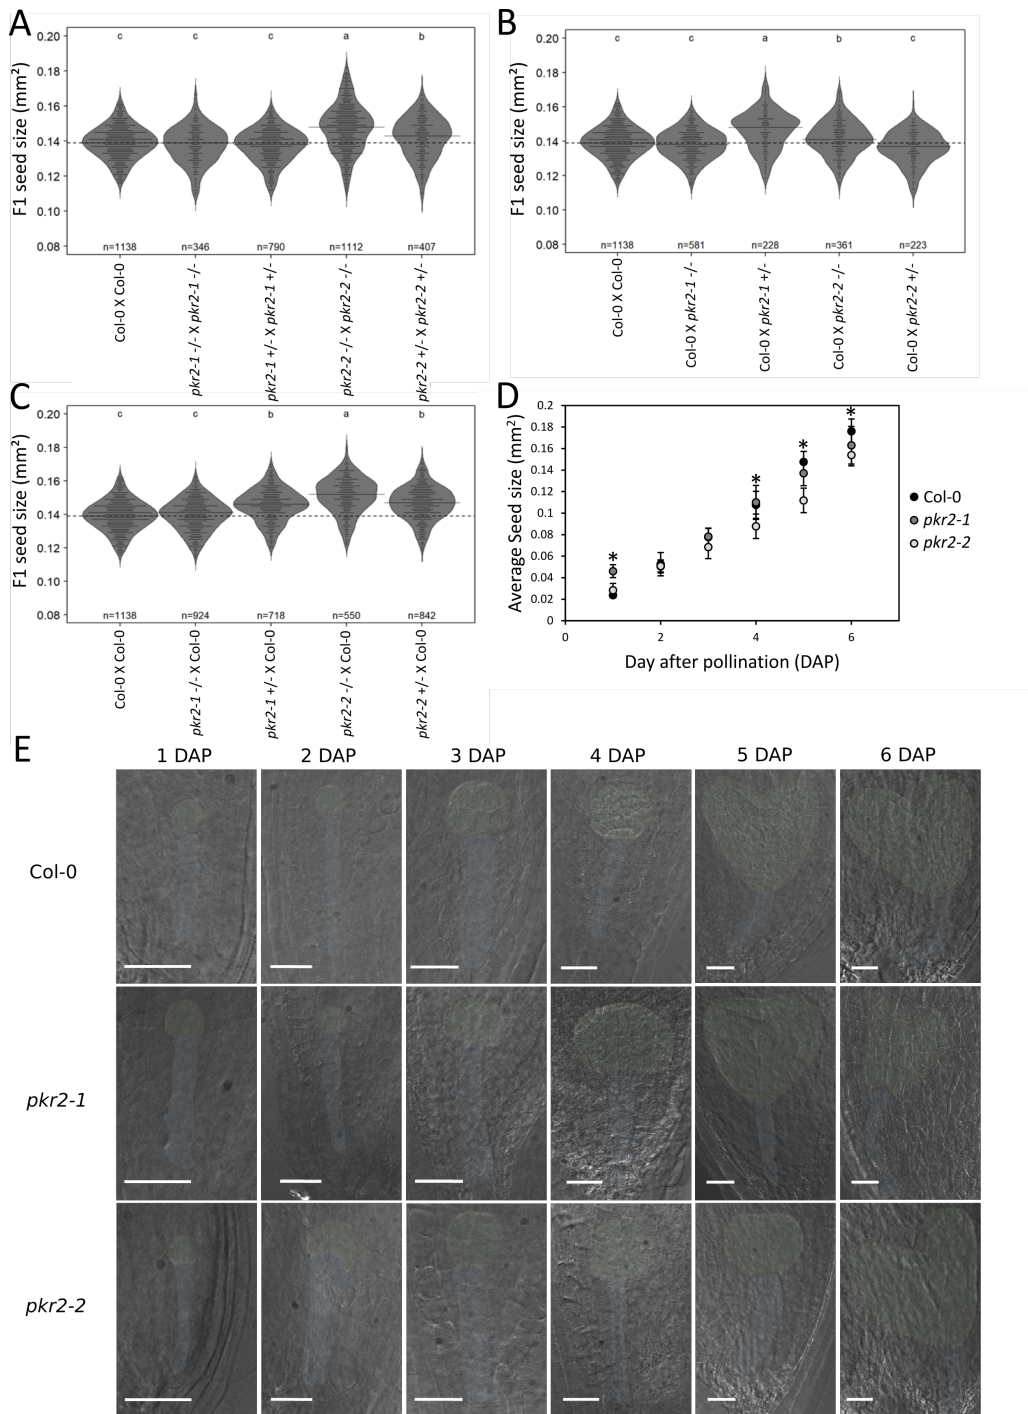 A
F1 seed size (mm²)
0.20
0.18
0.16
0.14
0.12
0.10
0.08
c c c a b
n=1138 n=346 n=790 n=1112 n=407
Col-0 X Col-0
pkr2-1 -/- X pkr2-1 -/-
pkr2-1 +/- X pkr2-1 +/-
pkr2-2 -/- X pkr2-2 -/-
pkr2-2 +/- X pkr2-2 +/-
B
F1 seed size (mm²)
0.20
0.18
0.16
0.14
0.12
0.10
0.08
c c a b c
n=1138 n=581 n=228 n=361 n=223
Col-0 X Col-0
Col-0 X pkr2-1 -/-
Col-0 X pkr2-1 +/-
Col-0 X pkr2-2 -/-
Col-0 X pkr2-2 +/-
C
F1 seed size (mm²)
0.20
0.18
0.16
0.14
0.12
0.10
0.08
c c b a b
n=1138 n=924 n=718 n=550 n=842
Col-0 X Col-0
pkr2-1 -/- X Col-0
pkr2-1 +/- X Col-0
pkr2-2 -/- X Col-0
pkr2-2 +/- X Col-0
D
Average Seed size (mm²)
0.2
0.18
0.16
0.14
0.12
0.1
0.08
0.06
0.04
0.02
0
* * * *
0 2 4 6
Day after pollination (DAP)
Col-0
pkr2-1
pkr2-2
E
1 DAP 2 DAP 3 DAP 4 DAP 5 DAP 6 DAP
Col-0
pkr2-1
pkr2-2